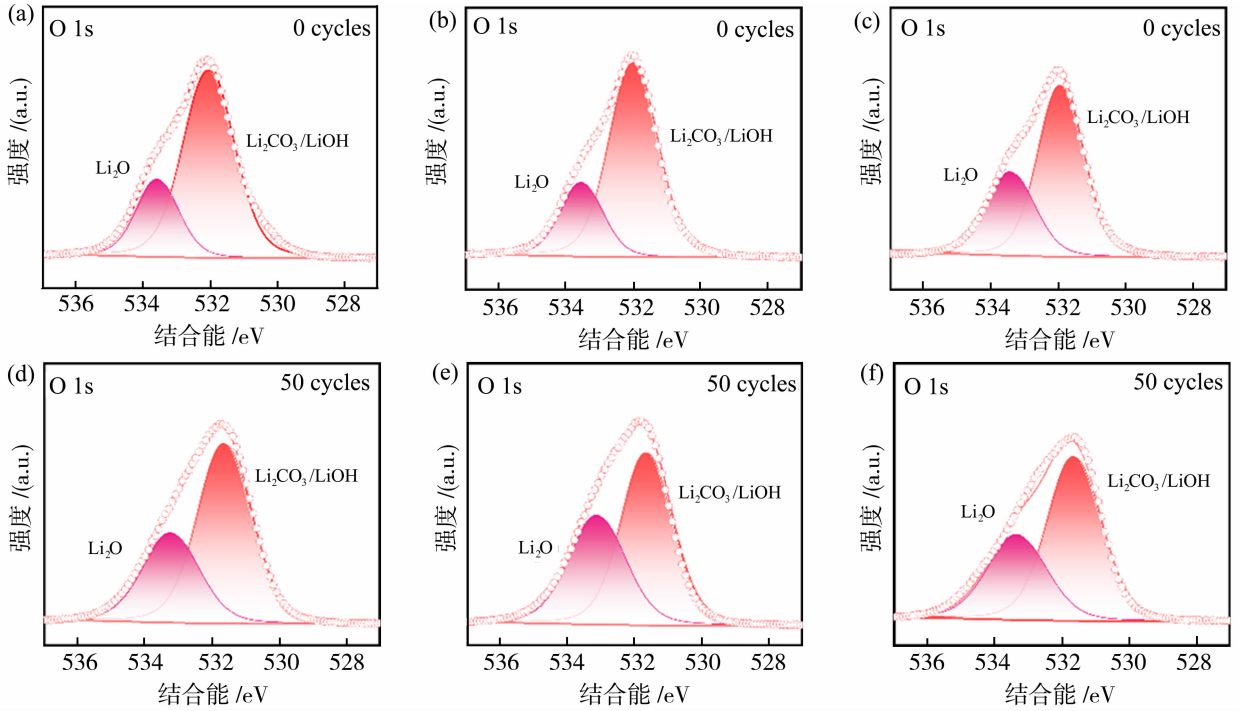 (a)
O 1s
0 cycles
强度 /(a.u.)
Li₂O
Li₂CO₃/LiOH
536 534 532 530 528
结合能 /eV
(b)
O 1s
0 cycles
强度 /(a.u.)
Li₂O
Li₂CO₃/LiOH
536 534 532 530 528
结合能 /eV
(c)
O 1s
0 cycles
强度 /(a.u.)
Li₂O
Li₂CO₃/LiOH
536 534 532 530 528
结合能 /eV
(d)
O 1s
50 cycles
强度 /(a.u.)
Li₂O
Li₂CO₃/LiOH
536 534 531 530 528
结合能 /eV
(e)
O 1s
50 cycles
强度 /(a.u.)
Li₂O
Li₂CO₃/LiOH
536 534 531 530 528
结合能 /eV
(f)
O 1s
50 cycles
强度 /(a.u.)
Li₂O
Li₂CO₃/LiOH
536 534 531 530 528
结合能 /eV